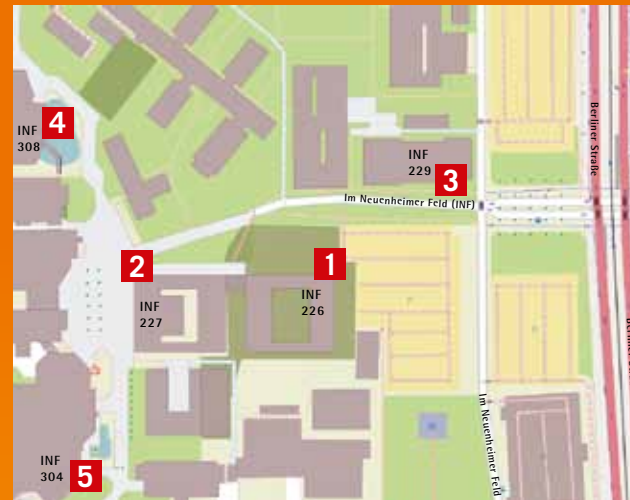 INF
308
4
INF
229
3
Berliner Straße
Im Neuenheimer Feld (INF)
2
1
INF
227
INF
226
Im Neuenheimer Feld
INF
304
5